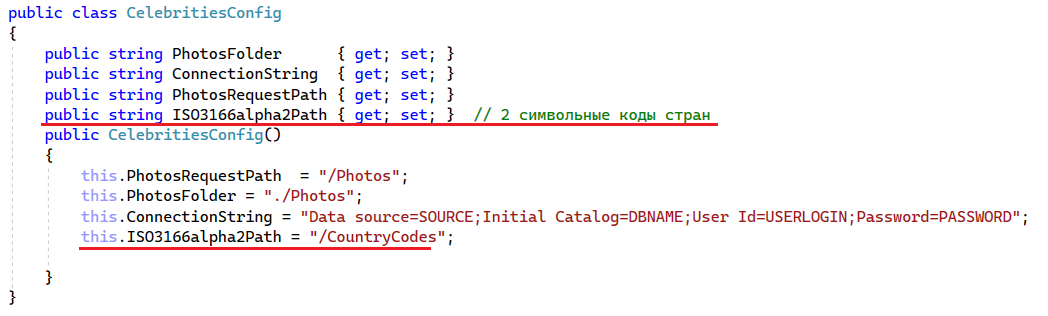 public class CelebritiesConfig
{
    public string PhotosFolder      { get; set; }
    public string ConnectionString  { get; set; }
    public string PhotosRequestPath { get; set; }
    public string ISO3166alpha2Path { get; set; }  // 2 символьные коды стран
    public CelebritiesConfig()
    {
        this.PhotosRequestPath  = "/Photos";
        this.PhotosFolder = "./Photos";
        this.ConnectionString = "Data source=SOURCE;Initial Catalog=DBNAME;User Id=USERLOGIN;Password=PASSWORD";
        this.ISO3166alpha2Path = "/CountryCodes";
    }
}